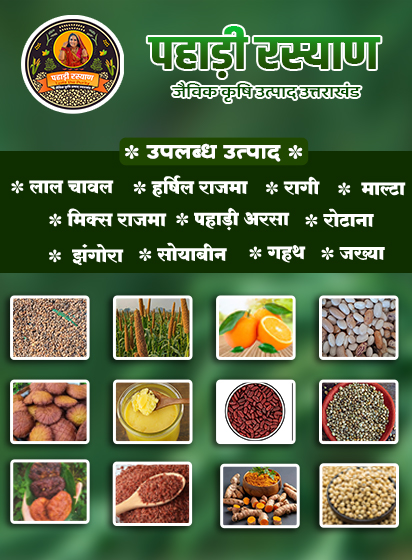 पहाड़ी रस्याण
पहाड़ी रस्याण
जैविक कृषि उत्पाद उत्तराखंड
✲ उपलब्ध उत्पाद ✲
✲ लाल चावल ✲ हर्षिल राजमा ✲ रागी ✲ माल्टा
✲ मिक्स राजमा ✲ पहाड़ी अरसा ✲ रोटाना
✲ झंगोरा ✲ सोयाबीन ✲ गहथ ✲ जख्या